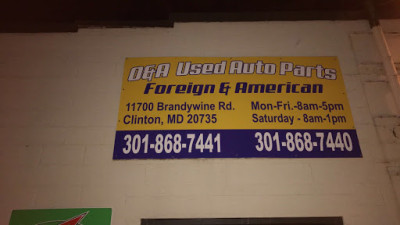 O&A Used Auto Parts
Foreign & American
11700 Brandywine Rd. Mon-Fri.-8am-5pm
Clinton, MD 20735 Saturday - 8am-1pm
301-868-7441 301-868-7440